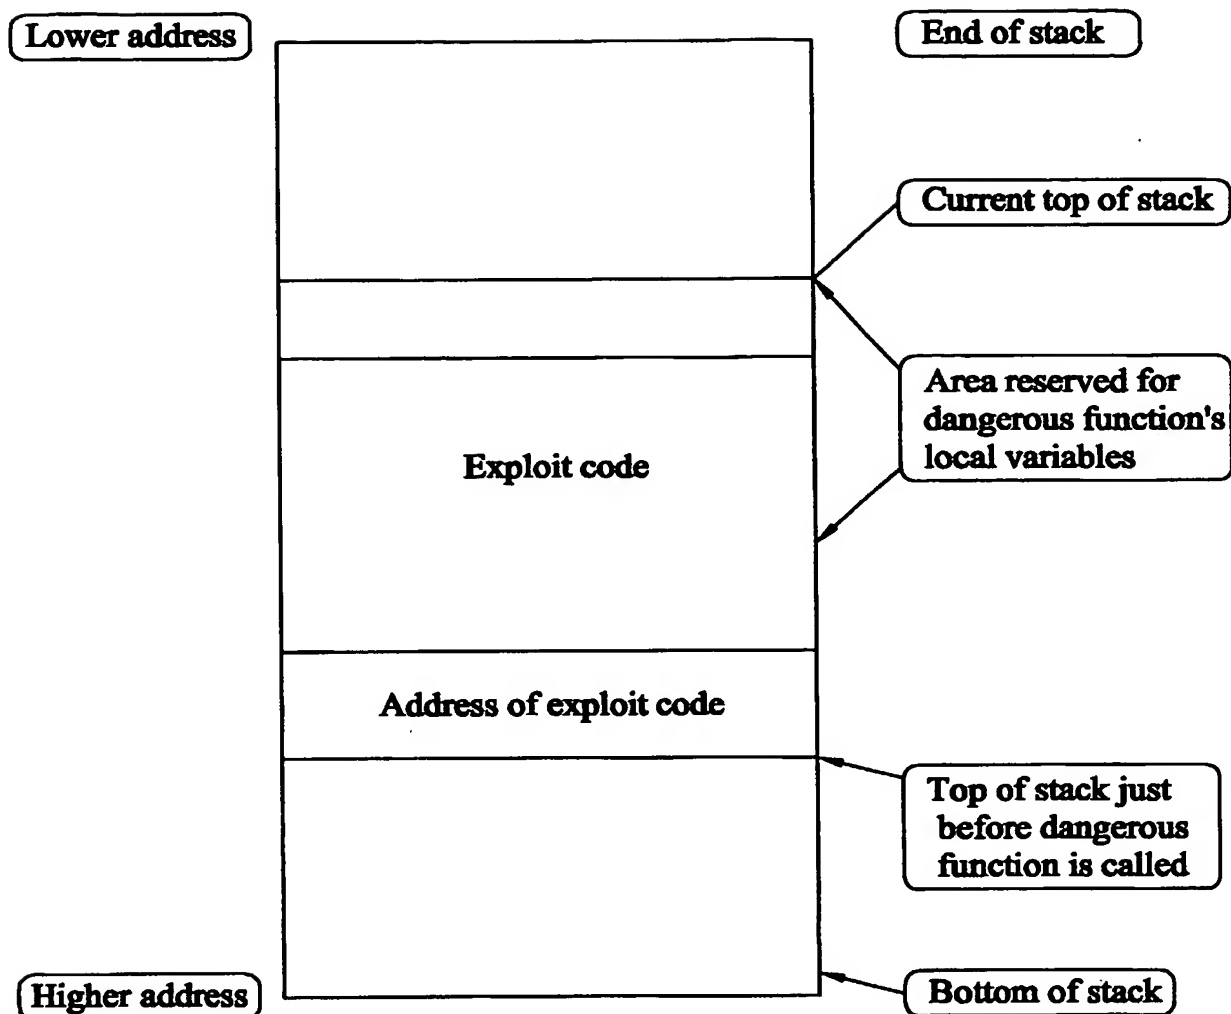 Lower address
End of stack
Current top of stack
Area reserved for
dangerous function's
local variables
Exploit code
Address of exploit code
Top of stack just
before dangerous
function is called
Higher address
Bottom of stack